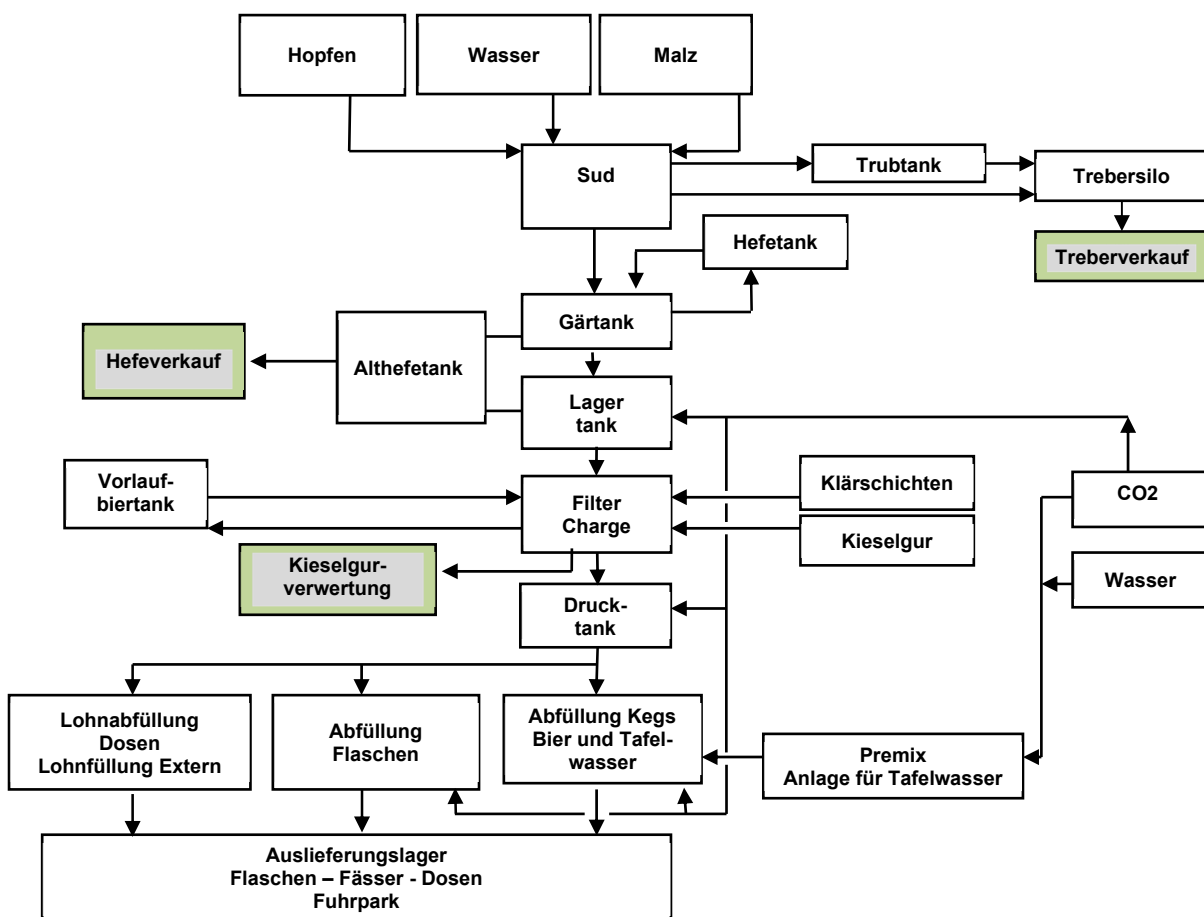 Hopfen
Wasser
Malz
Sud
Trubtank
Trebersilo
Hefetank
Treberverkauf
Gärtank
Hefeverkauf
Althefetank
Lager
tank
Vorlauf-
biertank
Filter
Charge
Klärschichten
CO2
Kieselgur
Kieselgur-
verwertung
Wasser
Druck-
tank
Lohnabfüllung
Dosen
Lohnfüllung Extern
Abfüllung
Flaschen
Abfüllung Kegs
Bier und Tafel-
wasser
Premix
Anlage für Tafelwasser
Auslieferungslager
Flaschen – Fässer - Dosen
Fuhrpark